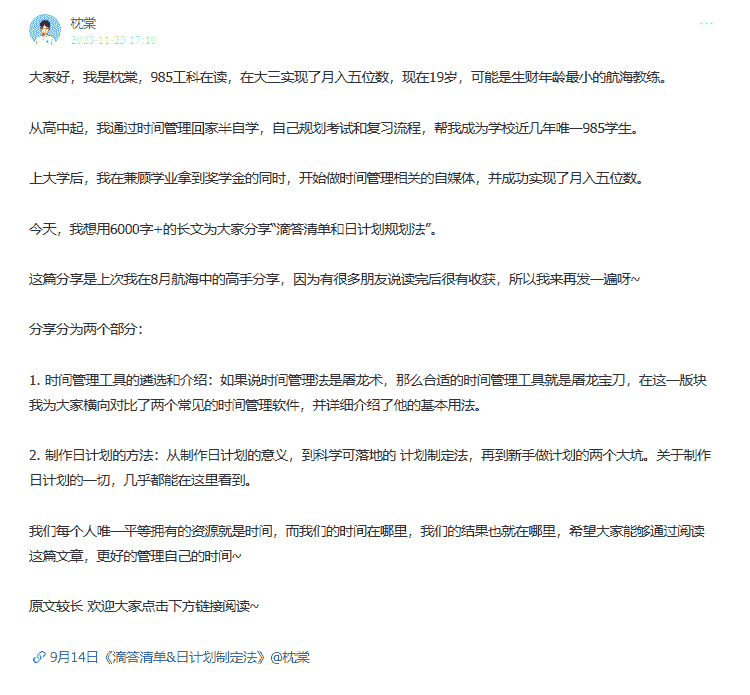 枕棠
2023-11-23 17:10
大家好，我是枕棠，985工科在读，在大三实现了月入五位数，现在19岁，可能是生财年龄最小的航海教练。
从高中起，我通过时间管理回家半自学，自己规划考试和复习流程，帮我成为学校近几年唯一985学生。
上大学后，我在兼顾学业拿到奖学金的同时，开始做时间管理相关的自媒体，并成功实现了月入五位数。
今天，我想用6000字+的长文为大家分享“滴答清单和日计划规划法”。
这篇分享是上次我在8月航海中的高手分享，因为有很多朋友说读完后很有收获，所以我来再发一遍呀~
分享分为两个部分：
1. 时间管理工具的遴选和介绍：如果说时间管理法是屠龙术，那么合适的时间管理工具就是屠龙宝刀，在这一版块
我为大家横向对比了两个常见的时间管理软件，并详细介绍了他的基本用法。
2. 制作日计划的方法：从制作日计划的意义，到科学可落地的 计划制定法，再到新手做计划的两个大坑。关于制作
日计划的一切，几乎都能在这里看到。
我们每个人唯一平等拥有的资源就是时间，而我们的时间在哪里，我们的结果也就在哪里，希望大家能够通过阅读
这篇文章，更好的管理自己的时间~
原文较长 欢迎大家点击下方链接阅读~
9月14日《滴答清单&日计划制定法》@枕棠